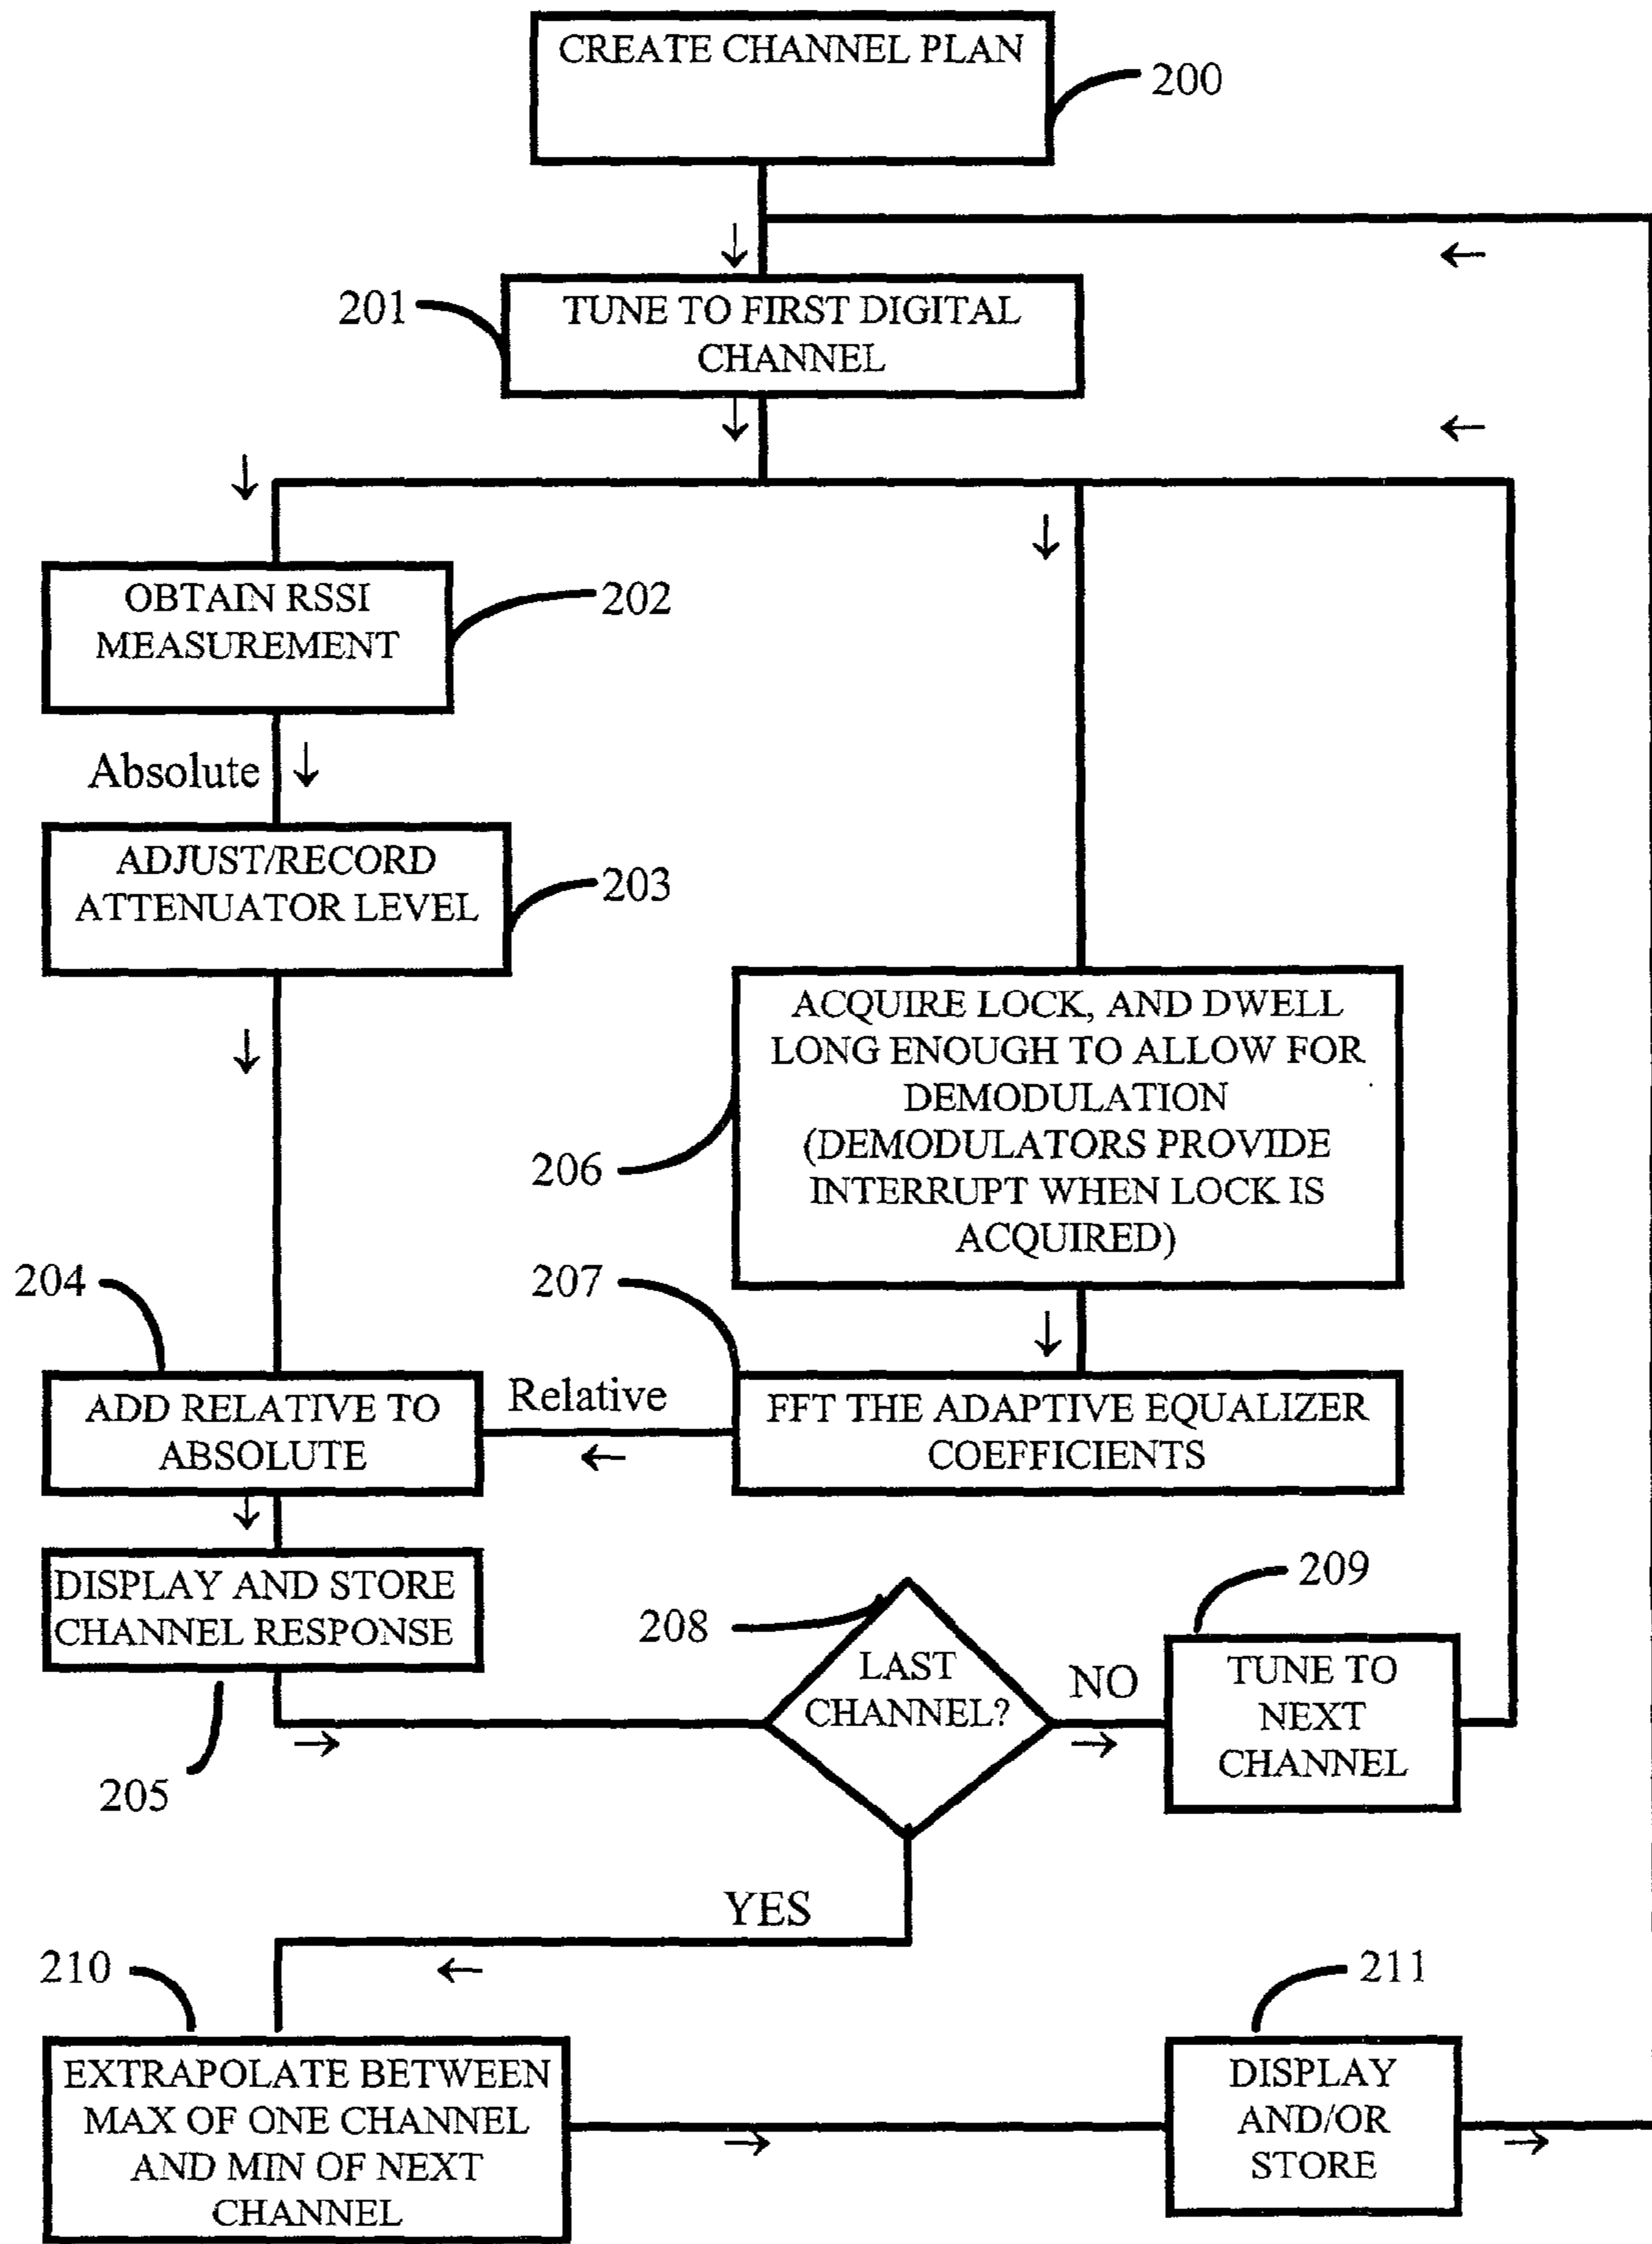 CREATE CHANNEL PLAN
200
201
TUNE TO FIRST DIGITAL
CHANNEL
OBTAIN RSSI
MEASUREMENT
202
Absolute
ADJUST/RECORD
ATTENUATOR LEVEL
203
ACQUIRE LOCK, AND DWELL
LONG ENOUGH TO ALLOW FOR
DEMODULATION
(DEMODULATORS PROVIDE
INTERRUPT WHEN LOCK IS
ACQUIRED)
206
204
207
ADD RELATIVE TO
ABSOLUTE
Relative
FFT THE ADAPTIVE EQUALIZER
COEFFICIENTS
DISPLAY AND STORE
CHANNEL RESPONSE
205
208
LAST
CHANNEL?
NO
209
TUNE TO
NEXT
CHANNEL
YES
210
EXTRAPOLATE BETWEEN
MAX OF ONE CHANNEL
AND MIN OF NEXT
CHANNEL
211
DISPLAY
AND/OR
STORE